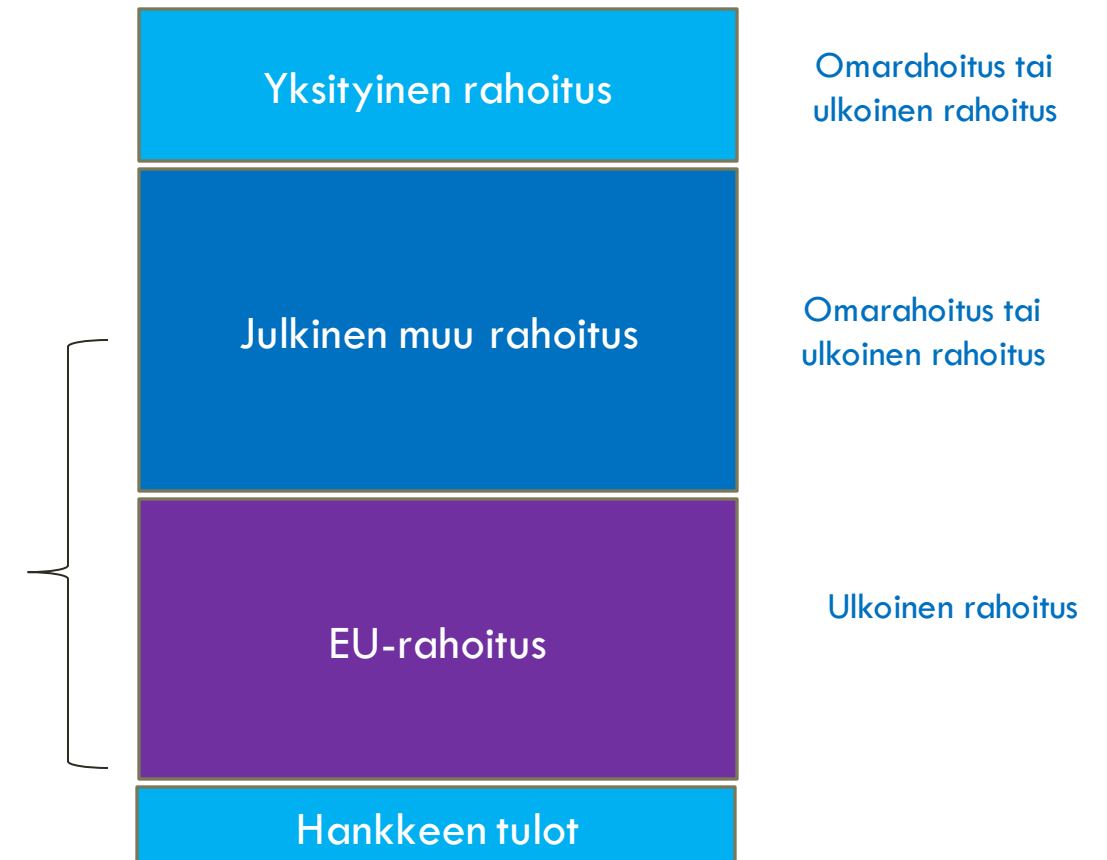 Yksityinen rahoitus
Omarahoitus tai
ulkoinen rahoitus
Julkinen muu rahoitus
Omarahoitus tai
ulkoinen rahoitus
EU-rahoitus
Ulkoinen rahoitus
Hankkeen tulot